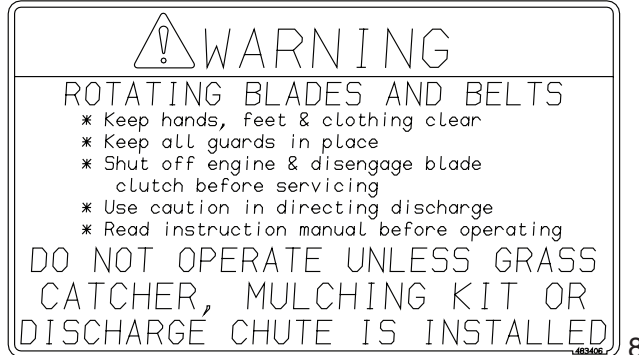 WARNING
ROTATING BLADES AND BELTS
* Keep hands, feet & clothing clear
* Keep all guards in place
* Shut off engine & disengage blade
clutch before servicing
* Use caution in directing discharge
* Read instruction manual before operating
DO NOT OPERATE UNLESS GRASS
CATCHER, MULCHING KIT OR
DISCHARGE CHUTE IS INSTALLED
483406
8